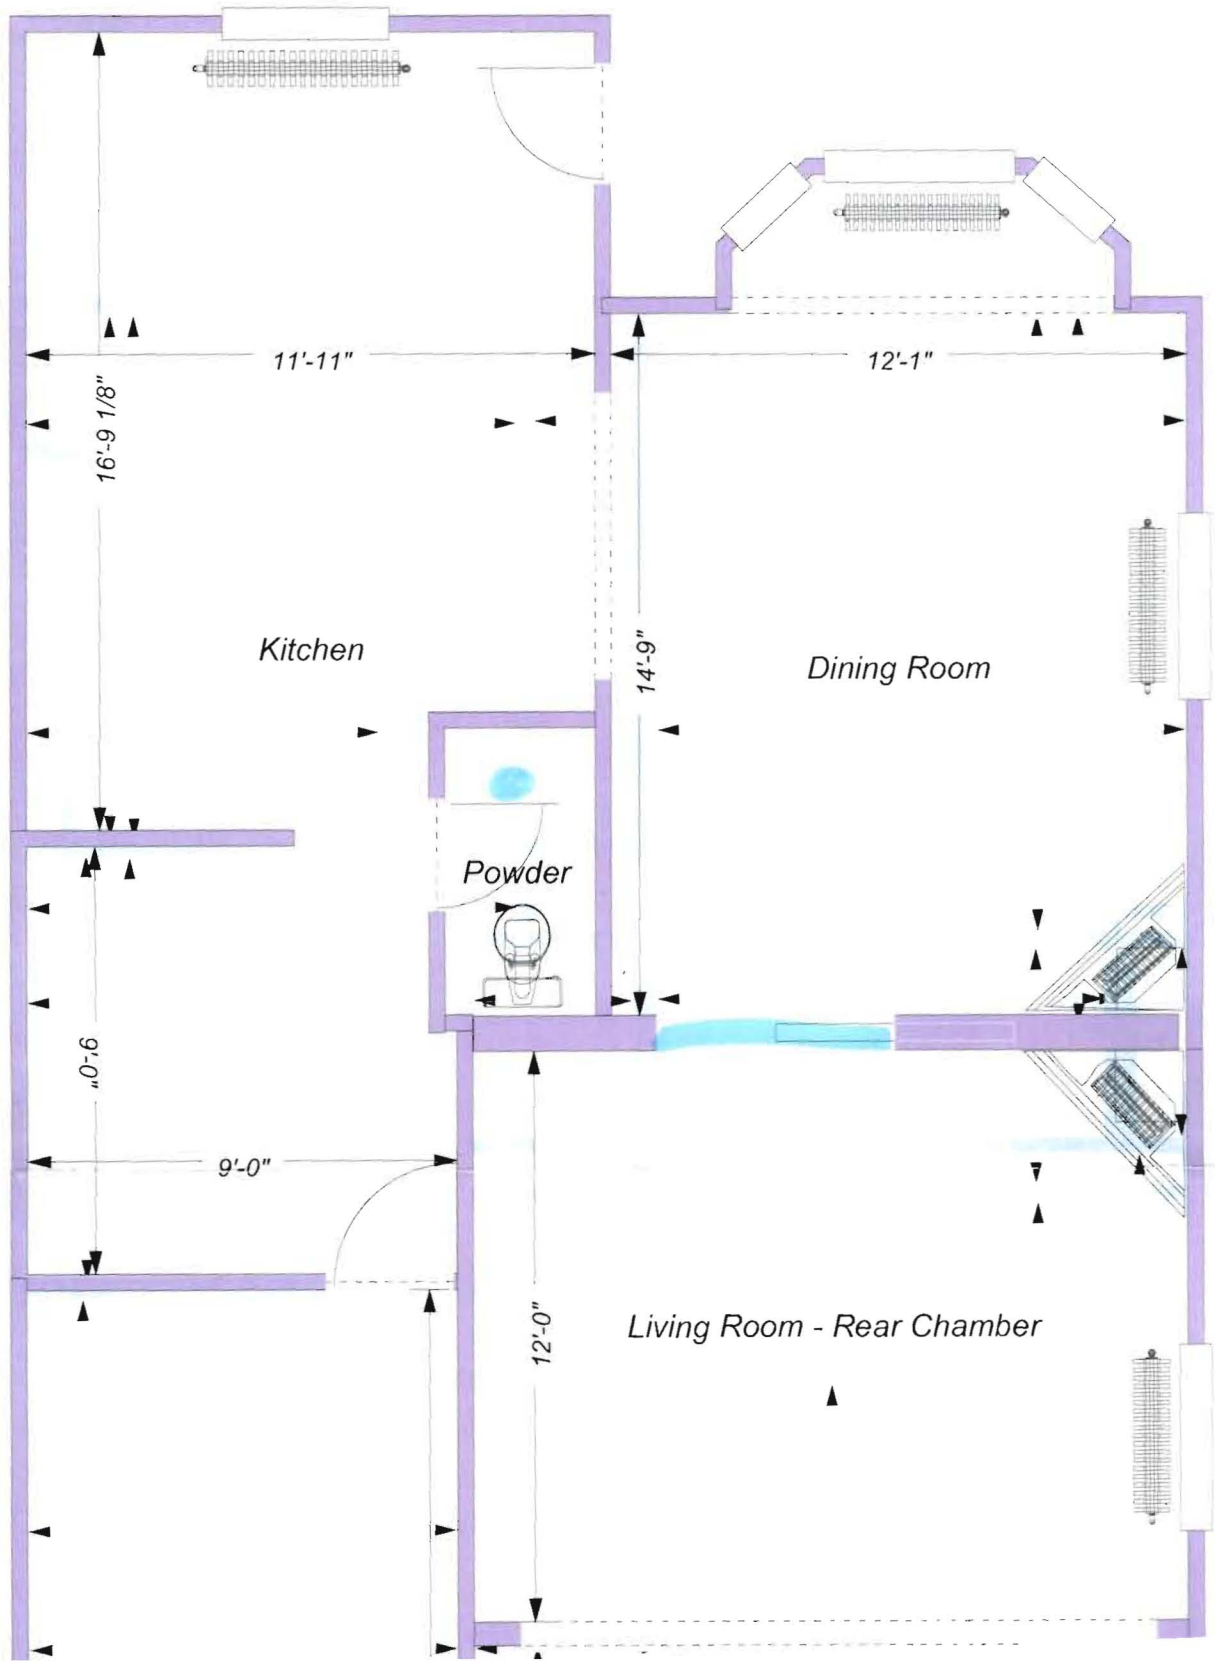 11'-11"
12'-1"
16'-9 1/8"
Kitchen
14'-9"
Dining Room
Powder
9'-0"
9'-0"
12'-0"
Living Room - Rear Chamber